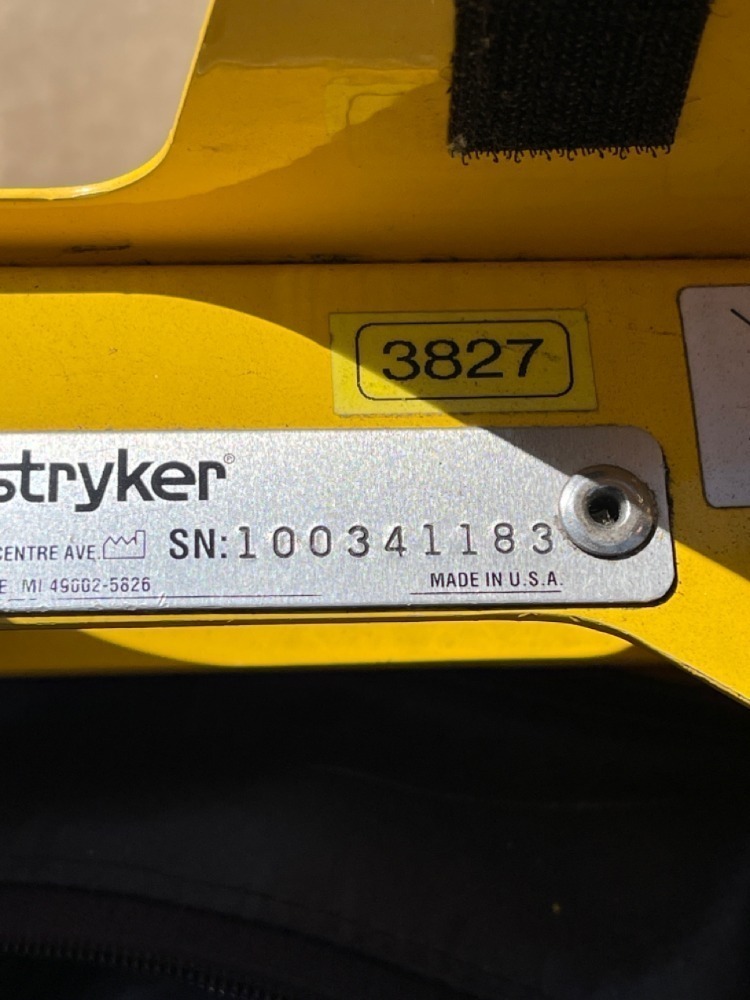 3827
stryker®
CENTRE AVE. SN:100341183
E MI 49002-5826 MADE IN U.S.A.